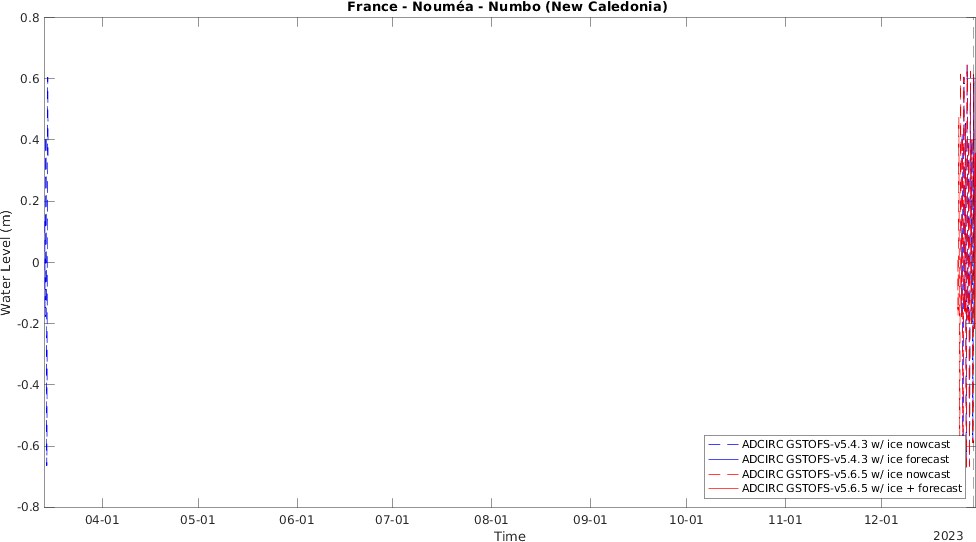 France - Nouméa - Numbo (New Caledonia)
0.8
0.6
0.4
0.2
0
-0.2
-0.4
-0.6
-0.8
Water Level (m)
ADCIRC GSTOFS-v5.4.3 w/ ice nowcast
ADCIRC GSTOFS-v5.4.3 w/ ice forecast
ADCIRC GSTOFS-v5.6.5 w/ ice nowcast
ADCIRC GSTOFS-v5.6.5 w/ ice + forecast
04-01 05-01 06-01 07-01 08-01 09-01 10-01 11-01 12-01
Time
2023